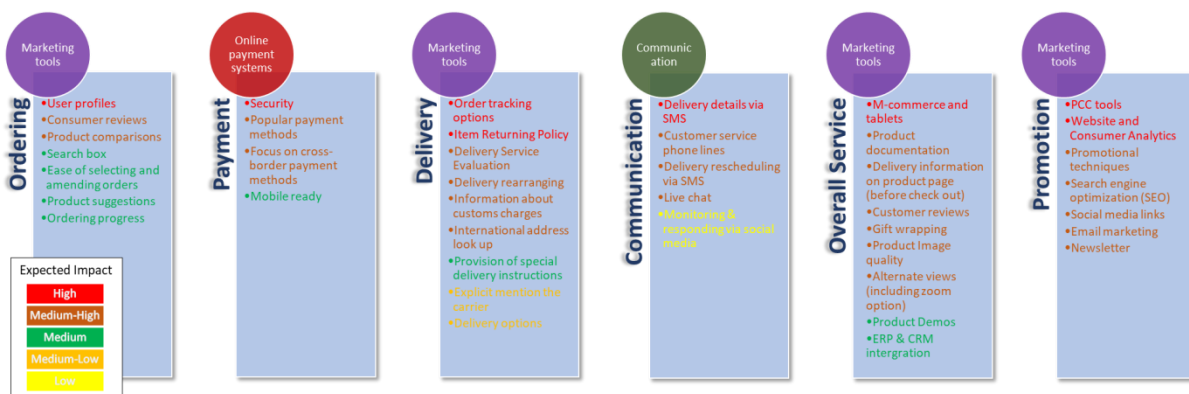 Marketing
tools
Ordering
•User profiles
•Consumer reviews
•Product comparisons
•Search box
•Ease of selecting and
amending orders
•Product suggestions
•Ordering progress
Expected Impact
High
Medium-High
Medium
Medium-Low
Low
Online
payment
systems
Payment
•Security
•Popular payment
methods
•Focus on cross-
border payment
methods
•Mobile ready
Marketing
tools
Delivery
•Order tracking
options
•Item Returning Policy
•Delivery Service
Evaluation
•Delivery rearranging
•Information about
customs charges
•International address
look up
•Provision of special
delivery instructions
•Explicit mention the
carrier
•Delivery options
Communic
ation
Communication
•Delivery details via
SMS
•Customer service
phone lines
•Delivery rescheduling
via SMS
•Live chat
•Monitoring &
responding via social
media
Marketing
tools
Overall Service
•M-commerce and
tablets
•Product
documentation
•Delivery information
on product page
(before check out)
•Customer reviews
•Gift wrapping
•Product Image
quality
•Alternate views
(including zoom
option)
•Product Demos
•ERP & CRM
intergration
Marketing
tools
Promotion
•PCC tools
•Website and
Consumer Analytics
•Promotional
techniques
•Search engine
optimization (SEO)
•Social media links
•Email marketing
•Newsletter